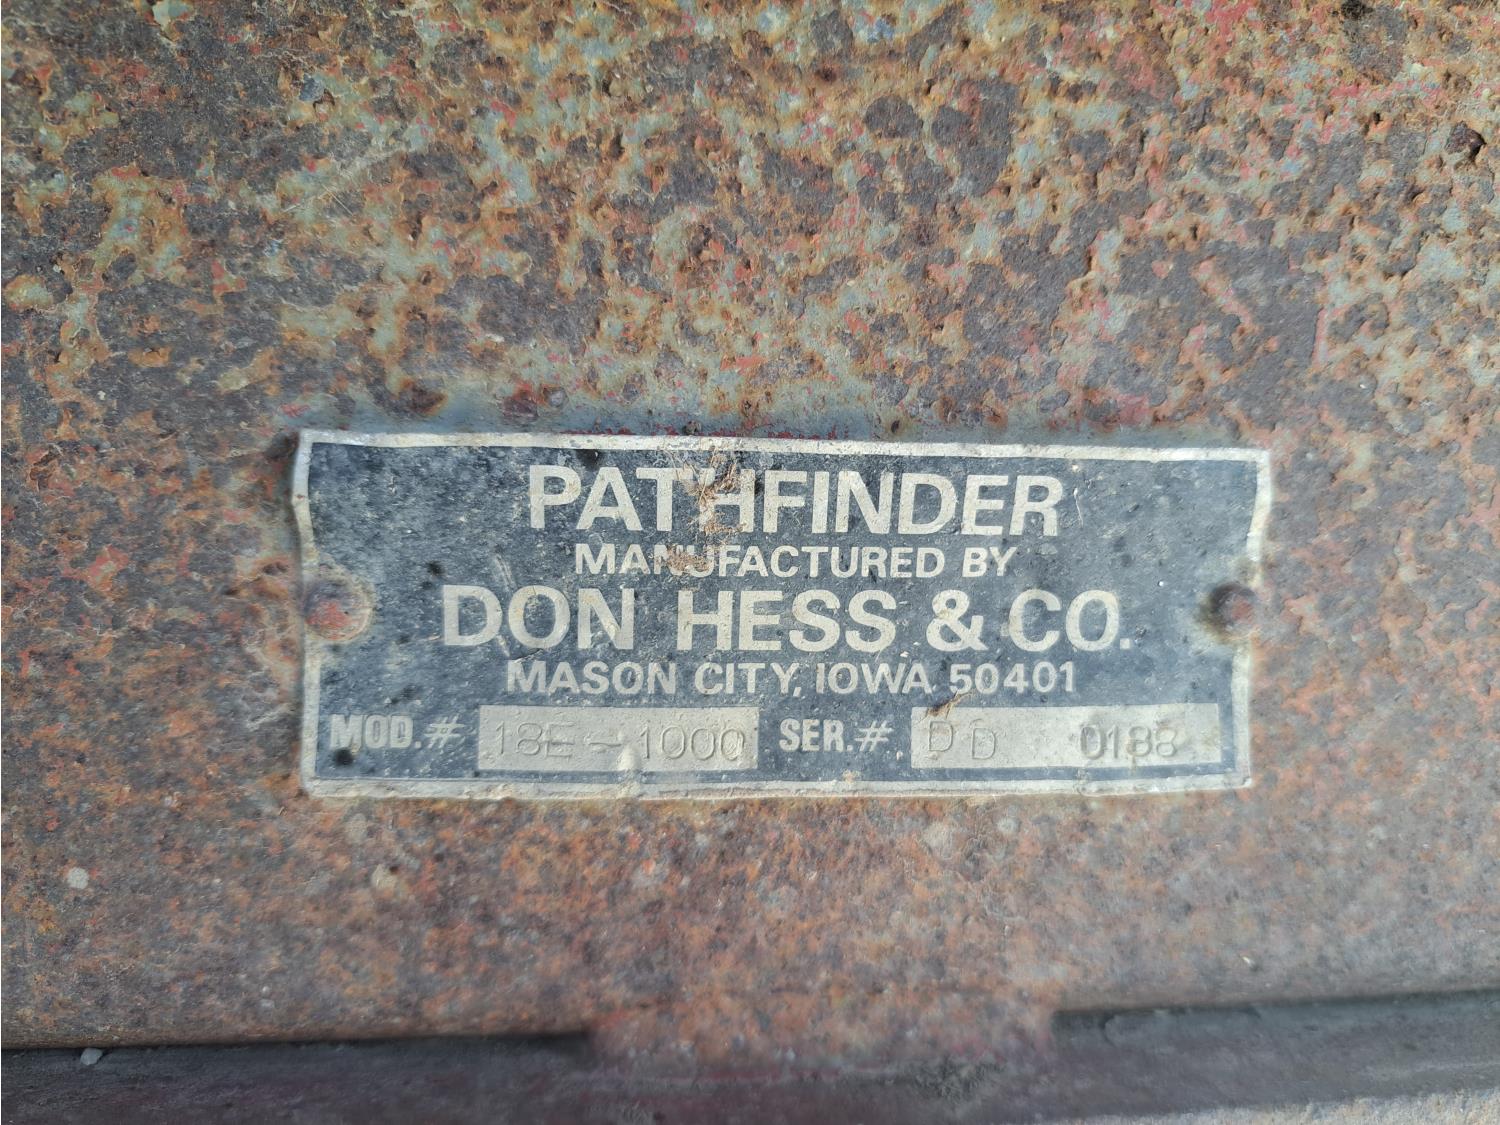 PATHFINDER
MANUFACTURED BY
DON HESS & CO.
MASON CITY, IOWA 50401
MOD.# 18E-1000 SER.# DD 0188